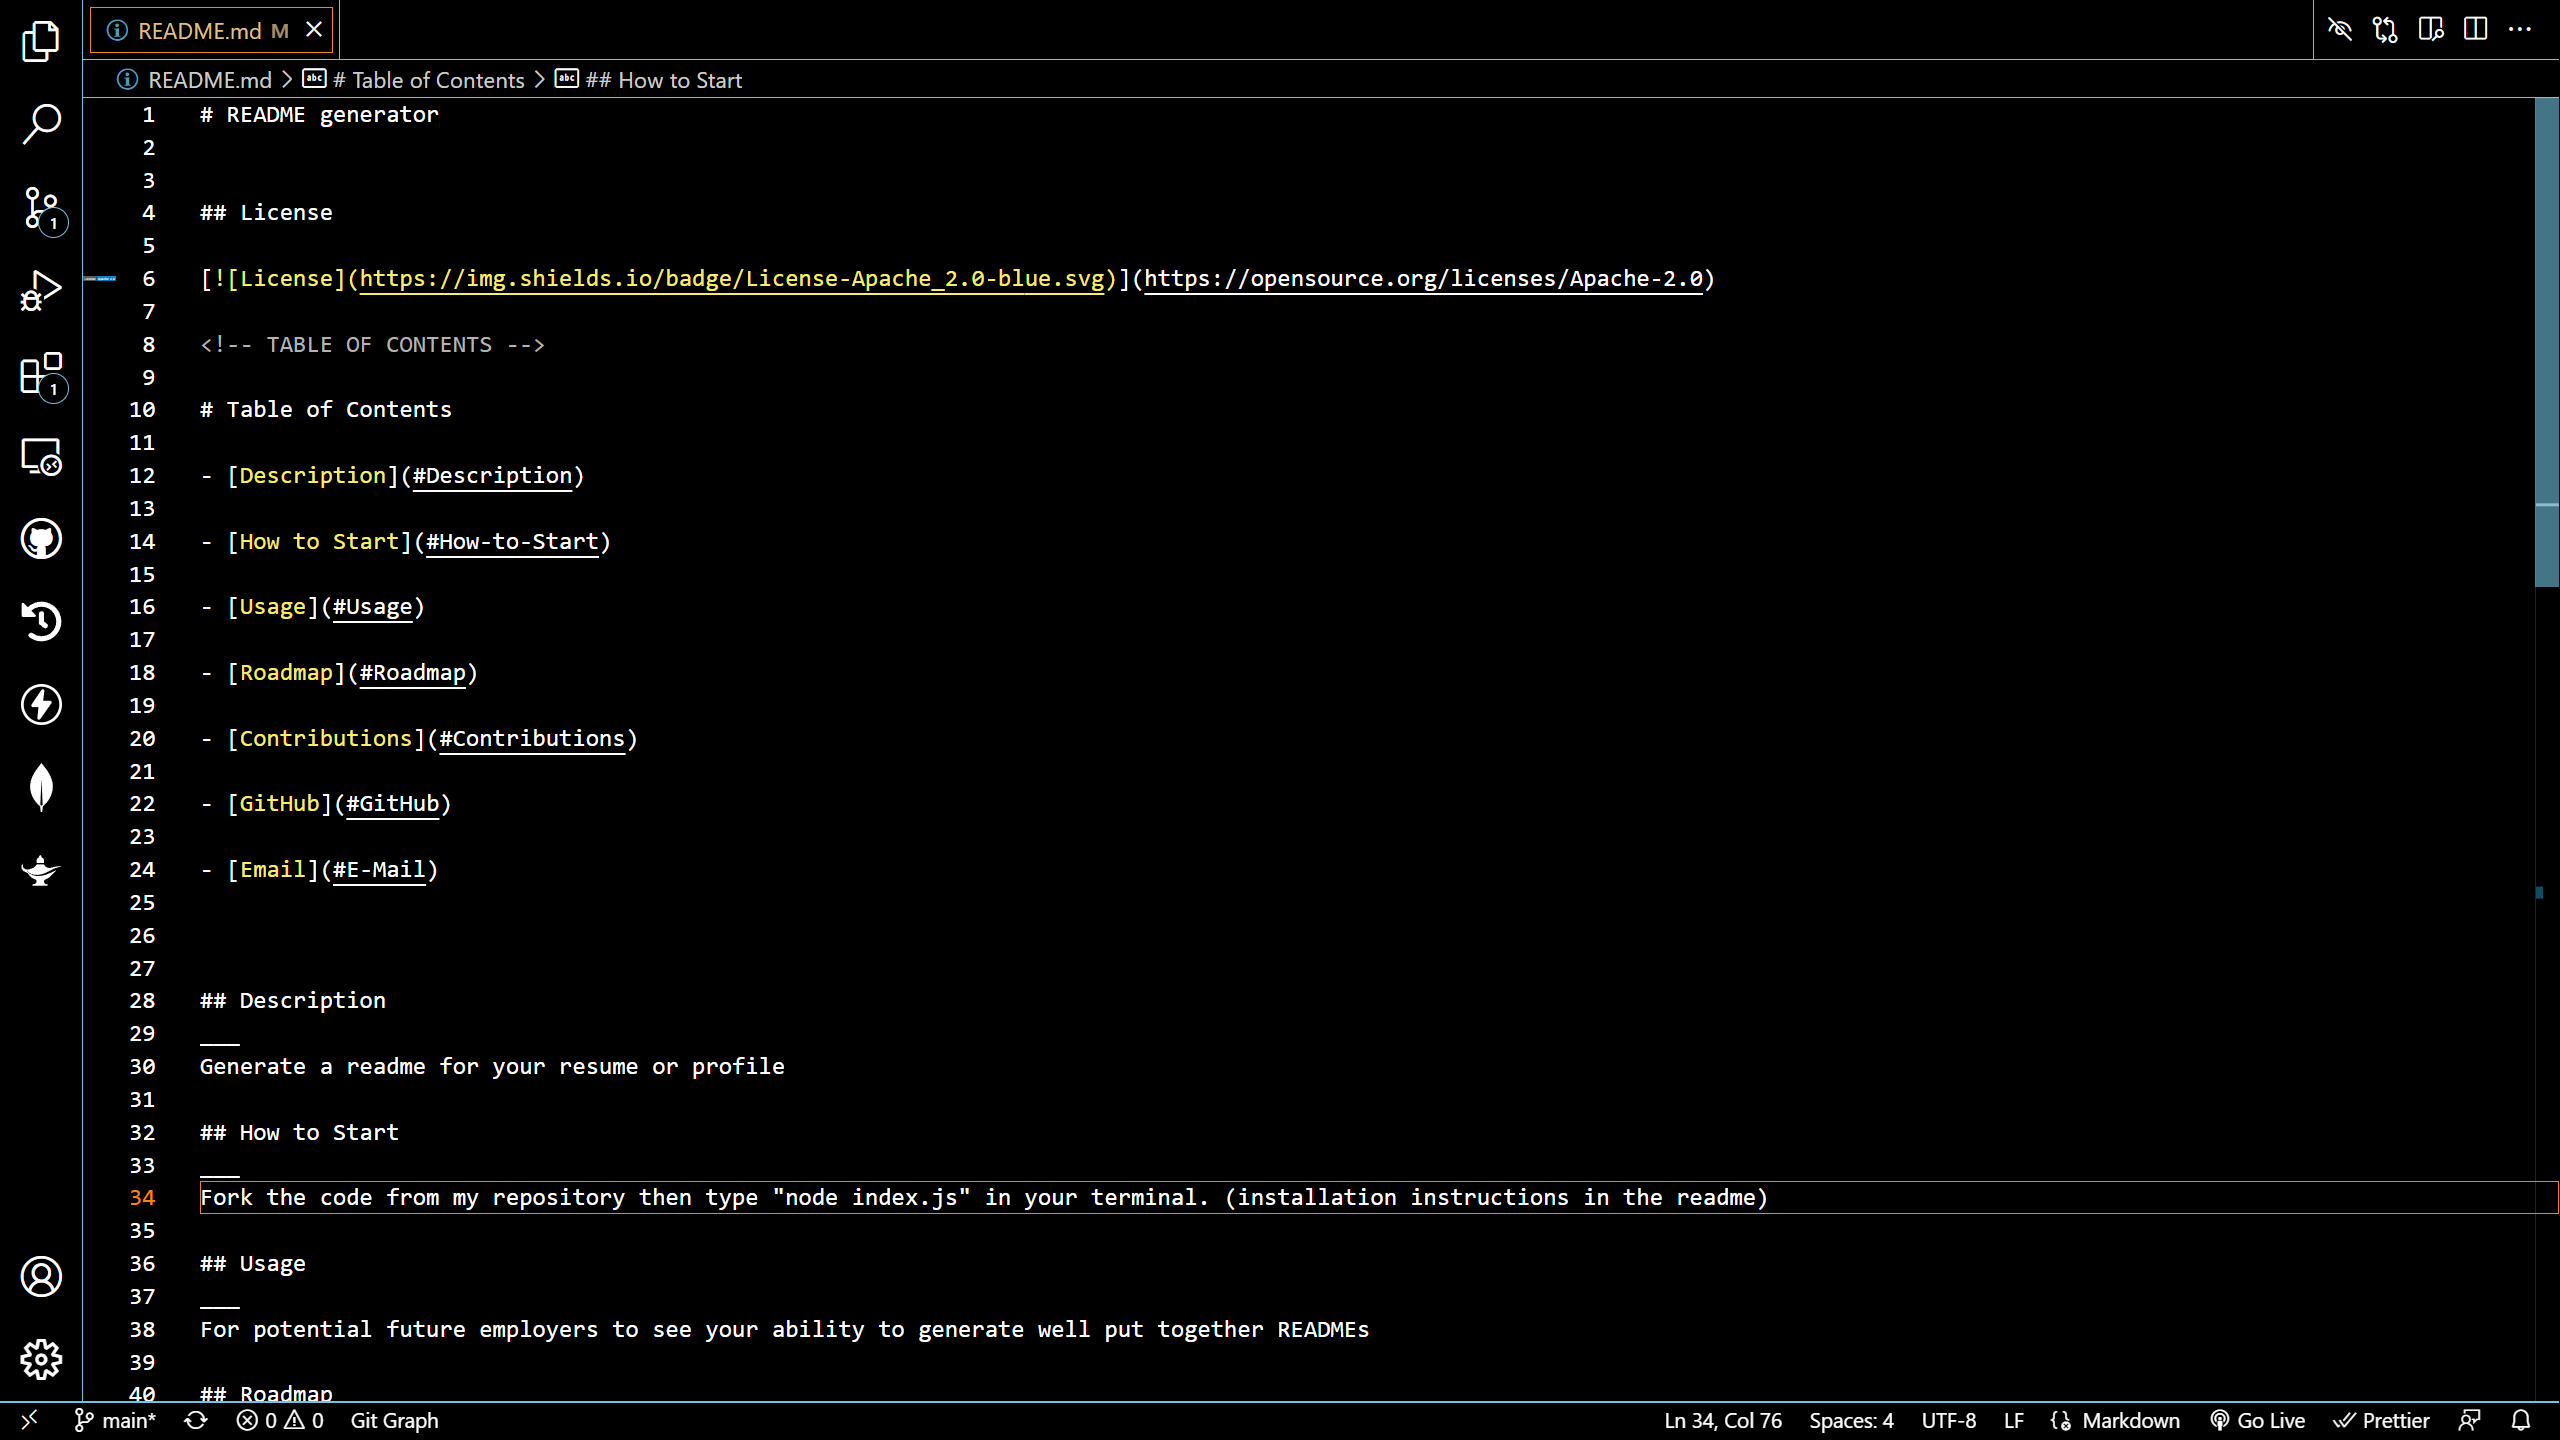 README.md M
README.md > # Table of Contents > ## How to Start
1 # README generator
2
3
4 ## License
5
6 [![License](https://img.shields.io/badge/License-Apache_2.0-blue.svg)](https://opensource.org/licenses/Apache-2.0)
7
8 <!-- TABLE OF CONTENTS -->
9
10 # Table of Contents
11
12 - [Description](#Description)
13
14 - [How to Start](#How-to-Start)
15
16 - [Usage](#Usage)
17
18 - [Roadmap](#Roadmap)
19
20 - [Contributions](#Contributions)
21
22 - [GitHub](#GitHub)
23
24 - [Email](#E-Mail)
25
26
27
28 ## Description
29 ___
30 Generate a readme for your resume or profile
31
32 ## How to Start
33 ___
34 Fork the code from my repository then type "node index.js" in your terminal. (installation instructions in the readme)
35
36 ## Usage
37 ___
38 For potential future employers to see your ability to generate well put together READMEs
39
40 ## Roadmap
1
1
main* 0 0 Git Graph Ln 34, Col 76 Spaces: 4 UTF-8 LF Markdown Go Live Prettier